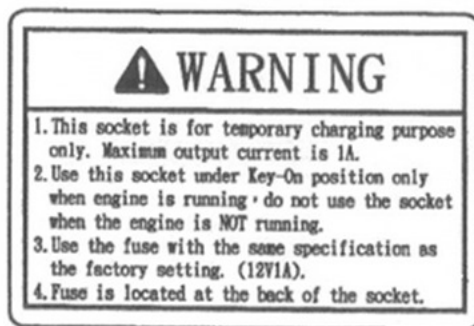 WARNING
1. This socket is for temporary charging purpose
only. Maximum output current is 1A.
2. Use this socket under Key-On position only
when engine is running, do not use the socket
when the engine is NOT running.
3. Use the fuse with the same specification as
the factory setting. (12V1A).
4. Fuse is located at the back of the socket.